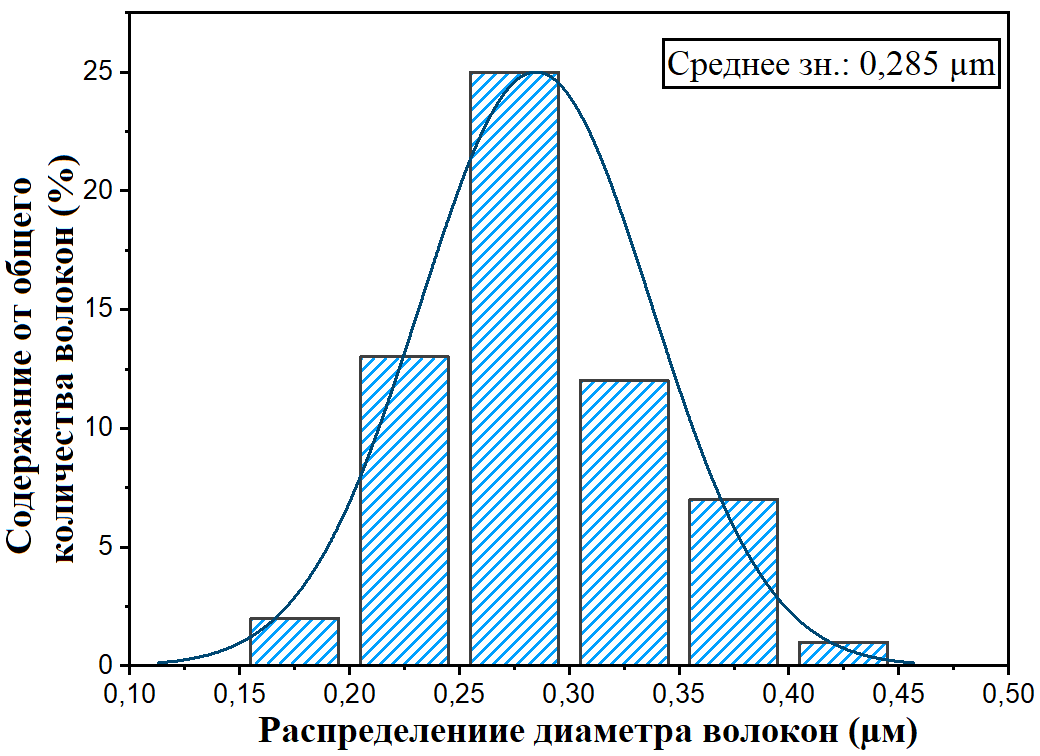 Среднее зн.: 0,285 µm
Содержание от общего
количества волокон (%)
25
20
15
10
5
0
0,10 0,15 0,20 0,25 0,30 0,35 0,40 0,45 0,50
Распределениие диаметра волокон (µм)